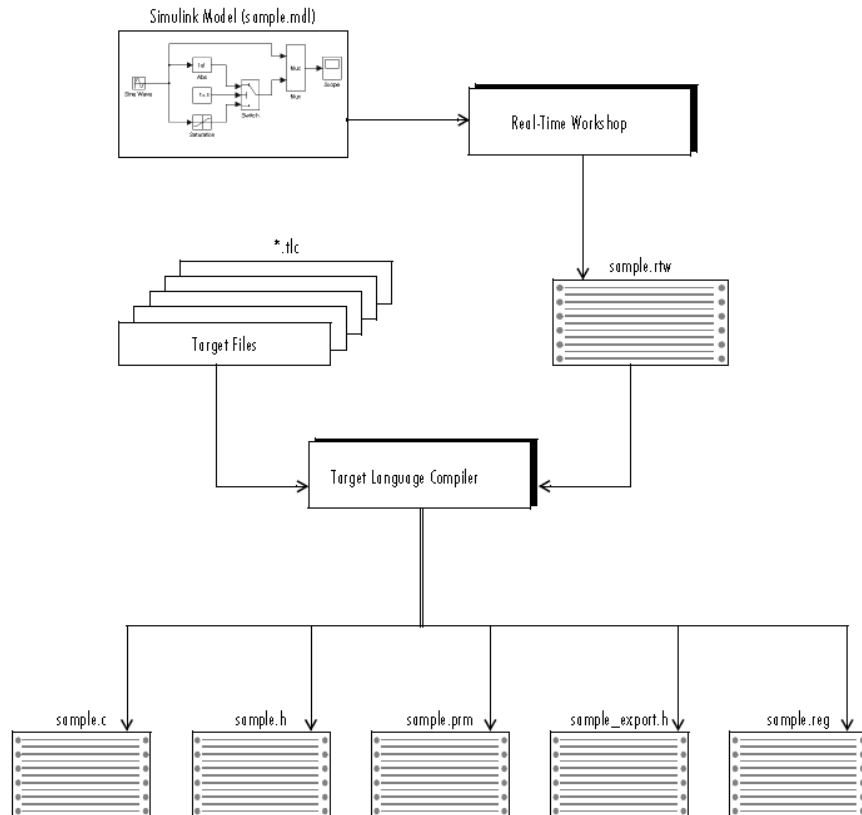 Simulink Model (sample.mdl)
Abs
Sine Wave
Saturation
Switch
Mux
Mux
Scope
Real-Time Workshop
*.tlc
Target Files
sample.rtw
Target Language Compiler
sample.c
sample.h
sample.prm
sample_export.h
sample.reg